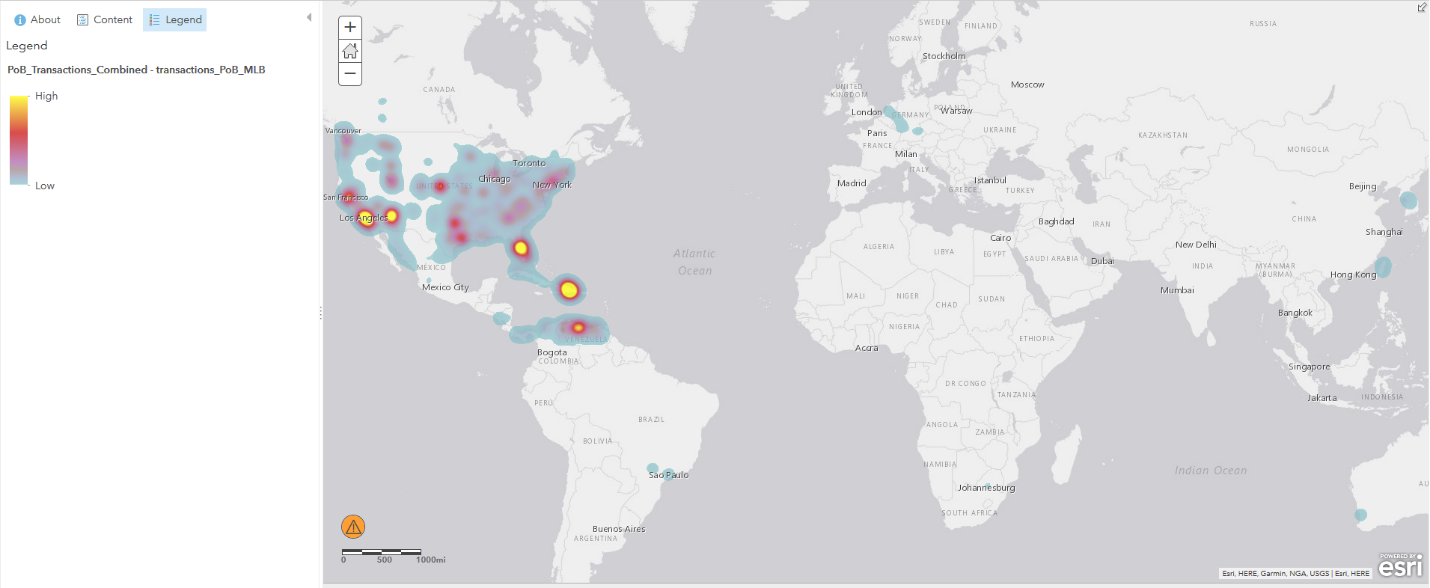 About Content Legend
Legend
PoB_Transactions_Combined - transactions_PoB_MLB
High
Low
+
−
SWEDEN
FINLAND
RUSSIA
NORWAY
Stockholm
CANADA
UNITED
KINGDOM
Moscow
London
GERMANY
POLAND
Warsaw
Vancouver
Paris
UKRAINE
KAZAKHSTAN
FRANCE
MONGOLIA
Toronto
Milan
Chicago
ITALY
UNITED STATES
New York
Madrid
Istanbul
GREECE
TURKEY
Beijing
San Francisco
Los Angeles
Baghdad
IRAN
CHINA
Shanghai
Cairo
ALGERIA
LIBYA
EGYPT
New Delhi
Atlantic
Ocean
SAUDI ARABIA
Dubai
INDIA
MYANMAR
(BURMA)
MÉXICO
Hong Kong
Mexico City
Mumbai
MALI
NIGER
CHAD
SUDAN
Bangkok
NIGERIA
VENEZUELA
ETHIOPIA
Accra
Bogota
COLOMBIA
Singapore
DR CONGO
TANZANIA
Jakarta
INDONESIA
PERU
BRAZIL
ANGOLA
ZAMBIA
BOLIVIA
NAMIBIA
Indian Ocean
Sao Paulo
AU
Johannesburg
SOUTH AFRICA
Buenos Aires
ARGENTINA
0 500 1000mi
POWERED BY
esri
Esri, HERE, Garmin, NGA, USGS | Esri, HERE